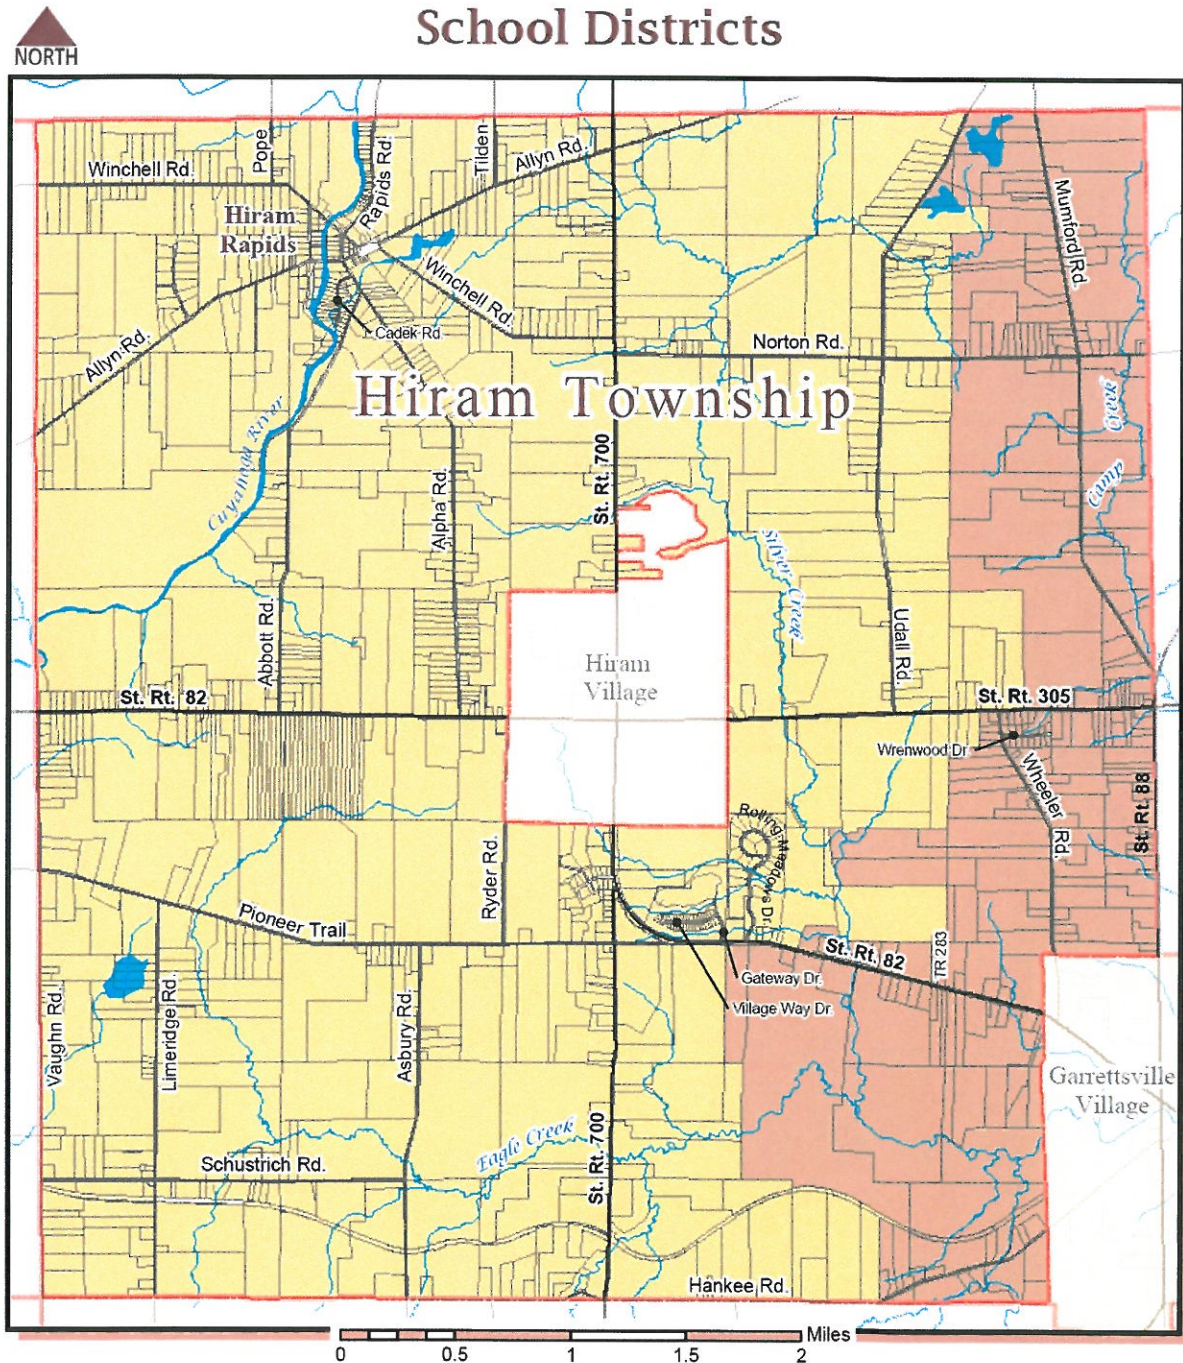 School Districts
NORTH
Pope
Winchell Rd.
Rapids Rd.
Tilden
Allyn Rd.
Mumford Rd.
Hiram
Rapids
Winchell Rd.
Cadek Rd.
Norton Rd.
Allyn Rd.
Hiram Township
Cuyahoga River
St. Rt. 700
Alpha Rd.
Camp Creek
Silver Creek
Abbott Rd.
Udall Rd.
Hiram
Village
St. Rt. 82
St. Rt. 305
Wrenwood Dr.
Wheeler Rd.
St. Rt. 88
Rolling Meadows Dr.
Ryder Rd.
Pioneer Trail
St. Rt. 82
TR 283
Gateway Dr.
Village Way Dr.
Vaughn Rd.
Limeridge Rd.
Asbury Rd.
Garrettsville
Village
Eagle Creek
St. Rt. 700
Schustrich Rd.
Hankee Rd.
Miles
0 0.5 1 1.5 2